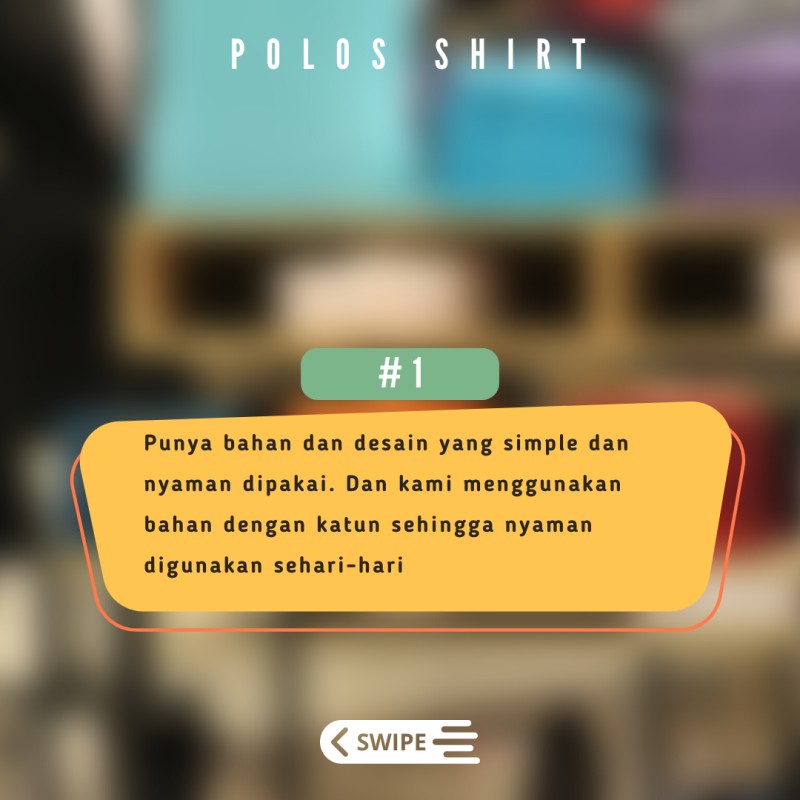 POLOS SHIRT
#1
Punya bahan dan desain yang simple dan
nyaman dipakai. Dan kami menggunakan
bahan dengan katun sehingga nyaman
digunakan sehari-hari
SWIPE